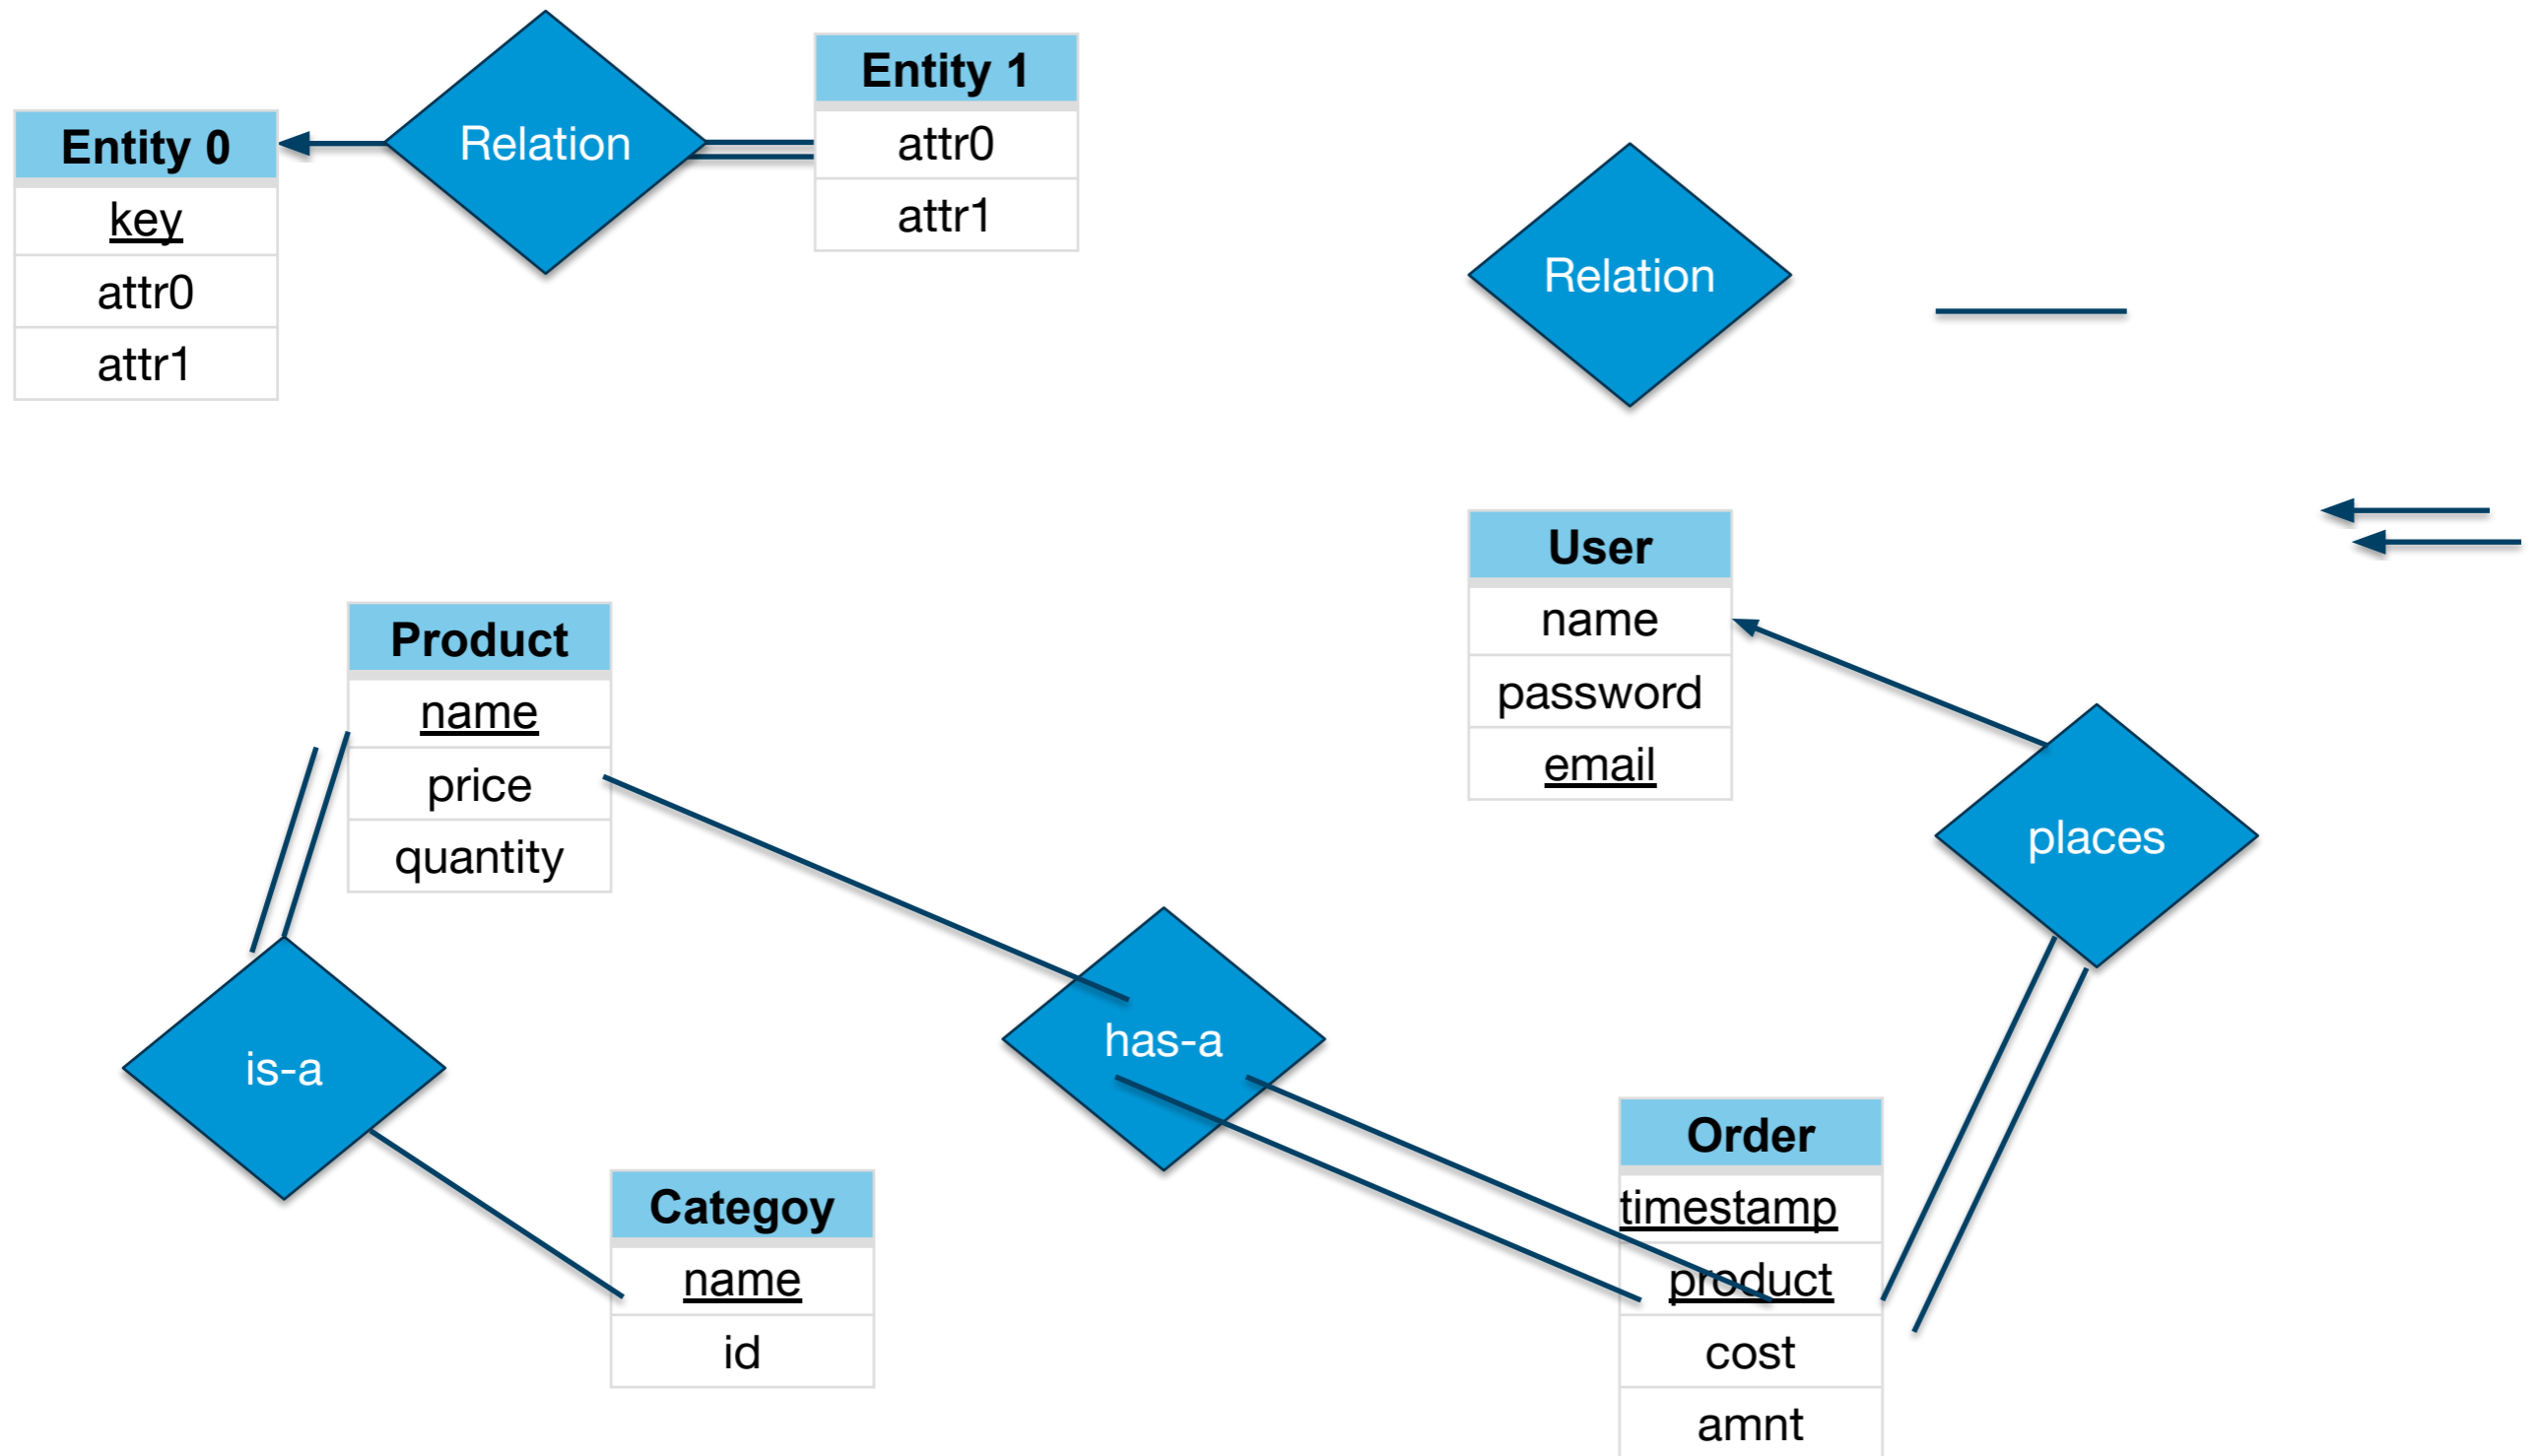 Entity 0
key
attr0
attr1
Relation
Entity 1
attr0
attr1
Relation
User
name
password
email
Product
name
price
quantity
places
is-a
has-a
Categoy
name
id
Order
timestamp
product
cost
amnt